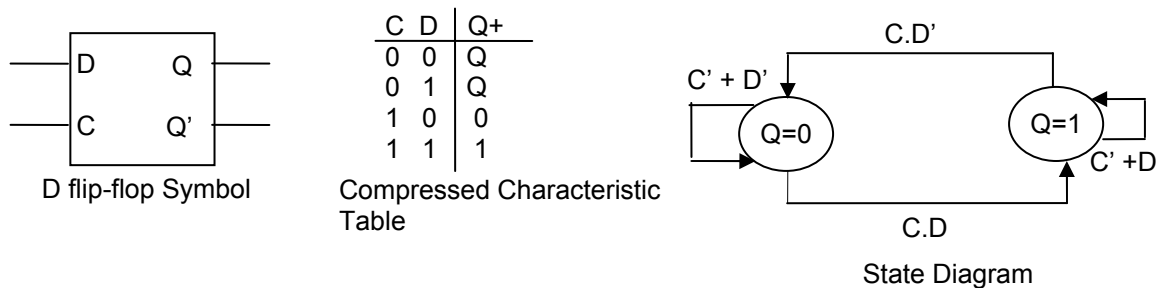 D Q
C Q’
D flip-flop Symbol
C D Q+
0 0 Q
0 1 Q
1 0 0
1 1 1
Compressed Characteristic
Table
C.D’
C’ + D’
Q=0
Q=1
C’ +D
C.D
State Diagram